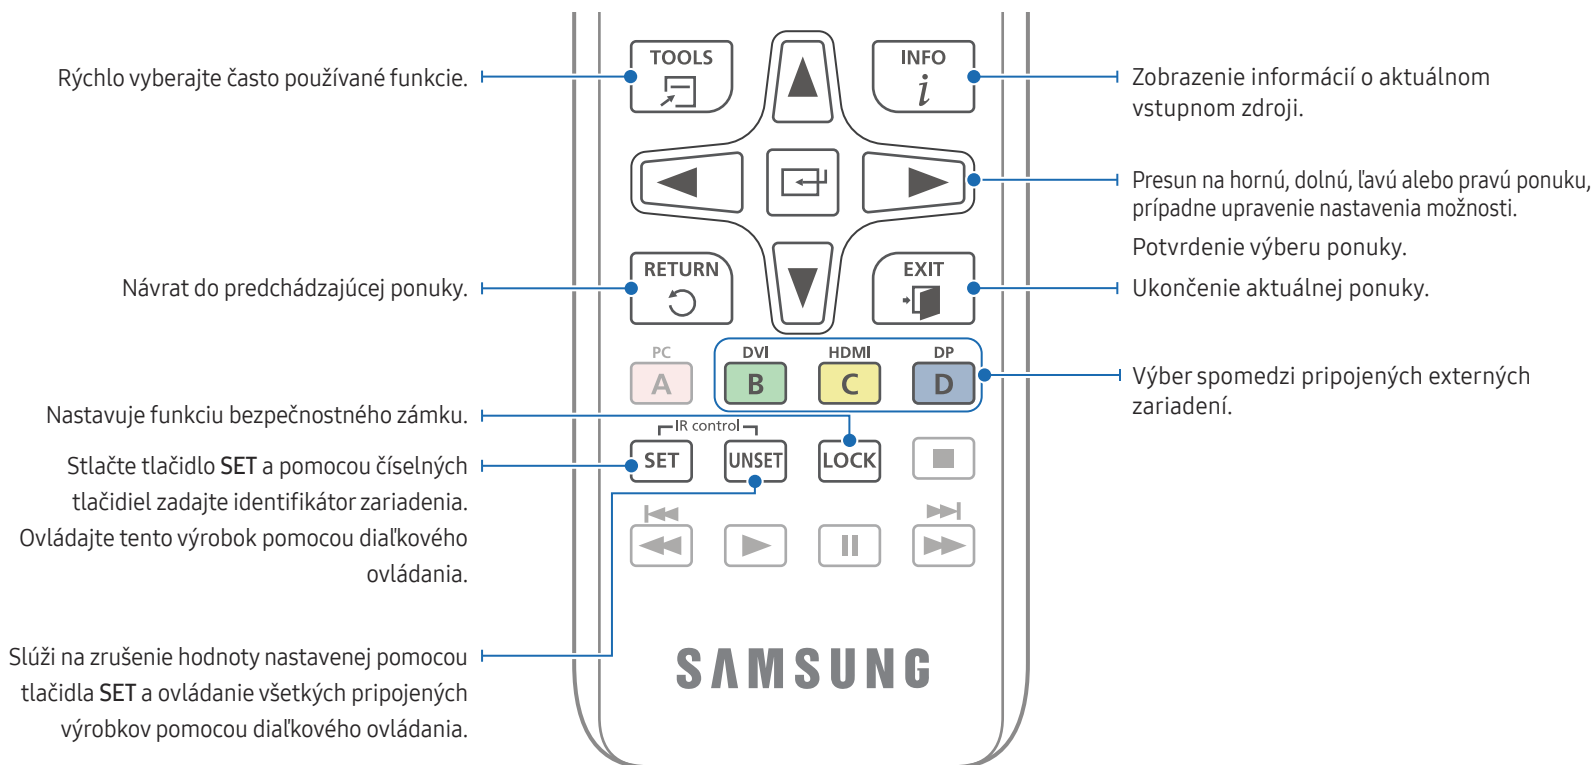 TOOLS
INFO
i
Rýchlo vyberajte často používané funkcie.
Zobrazenie informácií o aktuálnom
vstupnom zdroji.
Presun na hornú, dolnú, ľavú alebo pravú ponuku,
prípadne upravenie nastavenia možnosti.
Potvrdenie výberu ponuky.
RETURN
EXIT
Návrat do predchádzajúcej ponuky.
Ukončenie aktuálnej ponuky.
PC
DVI
HDMI
DP
A
B
C
D
Výber spomedzi pripojených externých
zariadení.
Nastavuje funkciu bezpečnostného zámku.
IR control
SET
UNSET
LOCK
Stlačte tlačidlo SET a pomocou číselných
tlačidiel zadajte identifikátor zariadenia.
Ovládajte tento výrobok pomocou diaľkového
ovládania.
Slúži na zrušenie hodnoty nastavenej pomocou
tlačidla SET a ovládanie všetkých pripojených
výrobkov pomocou diaľkového ovládania.
SAMSUNG